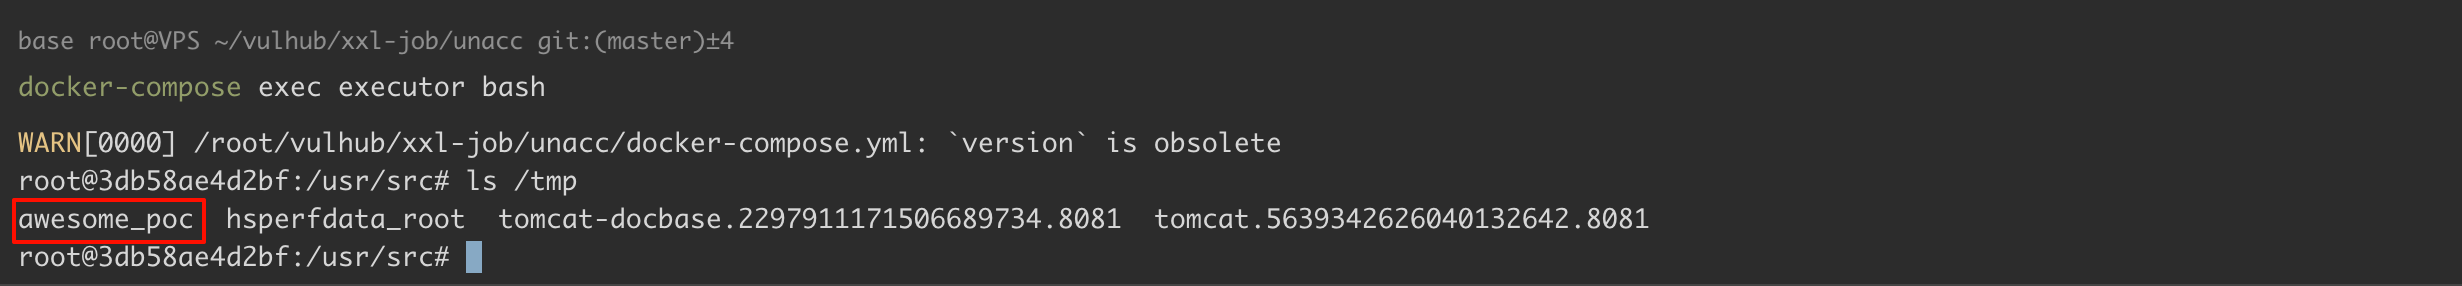 base root@VPS ~/vulhub/xxl-job/unacc git:(master)±4
docker-compose exec executor bash
WARN[0000] /root/vulhub/xxl-job/unacc/docker-compose.yml: `version` is obsolete
root@3db58ae4d2bf:/usr/src# ls /tmp
awesome_poc  hsperfdata_root  tomcat-docbase.2297911171506689734.8081  tomcat.5639342626040132642.8081
root@3db58ae4d2bf:/usr/src#